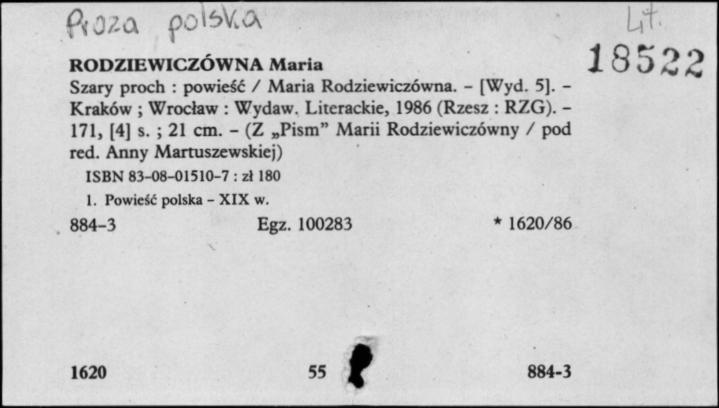 Proza polska
Lit.
18522
RODZIEWICZÓWNA Maria
Szary proch : powieść / Maria Rodziewiczówna. – [Wyd. 5]. –
Kraków ; Wrocław : Wydaw. Literackie, 1986 (Rzesz : RZG). –
171, [4] s. ; 21 cm. – (Z „Pism” Marii Rodziewiczówny / pod
red. Anny Martuszewskiej)
ISBN 83-08-01510-7 : zł 180
1. Powieść polska – XIX w.
884-3 Egz. 100283 * 1620/86
1620 55 884-3